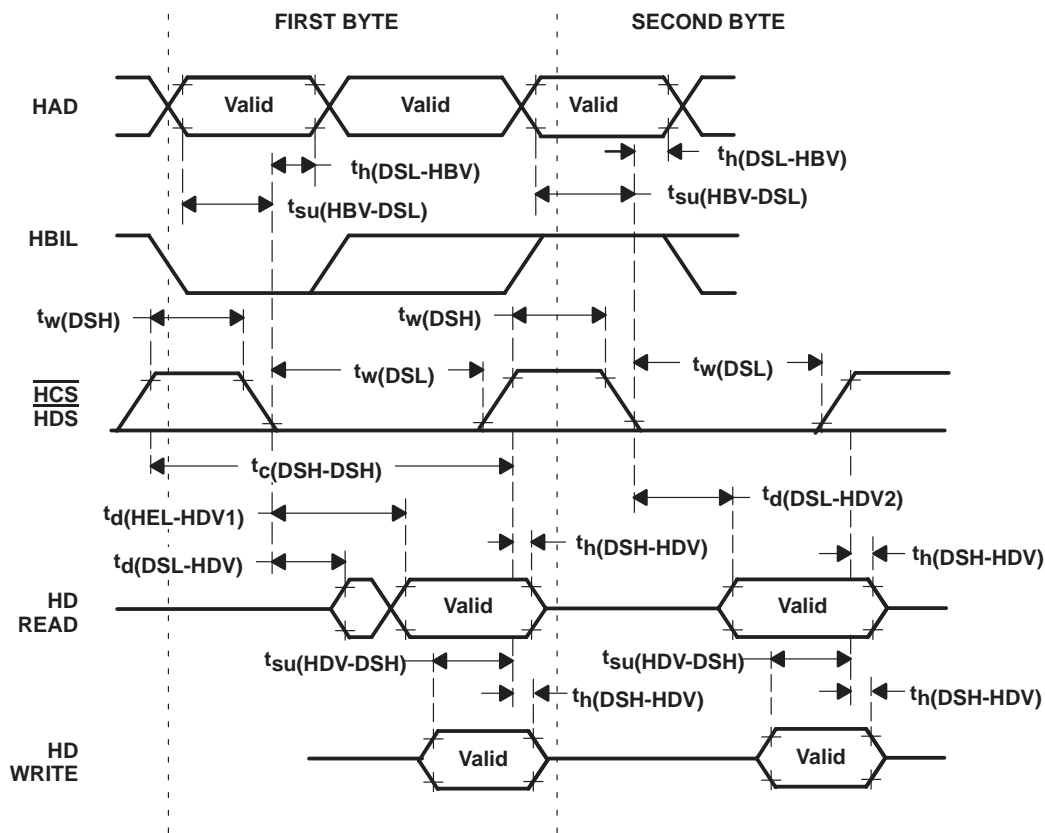 FIRST BYTE
SECOND BYTE
HAD
Valid
Valid
Valid
th(DSL-HBV)
th(DSL-HBV)
tsu(HBV-DSL)
tsu(HBV-DSL)
HBIL
tw(DSH)
tw(DSH)
tw(DSL)
tw(DSL)
HCS
HDS
tc(DSH-DSH)
td(HEL-HDV1)
td(DSL-HDV2)
td(DSL-HDV)
th(DSH-HDV)
th(DSH-HDV)
HD
READ
Valid
Valid
tsu(HDV-DSH)
tsu(HDV-DSH)
th(DSH-HDV)
th(DSH-HDV)
HD
WRITE
Valid
Valid